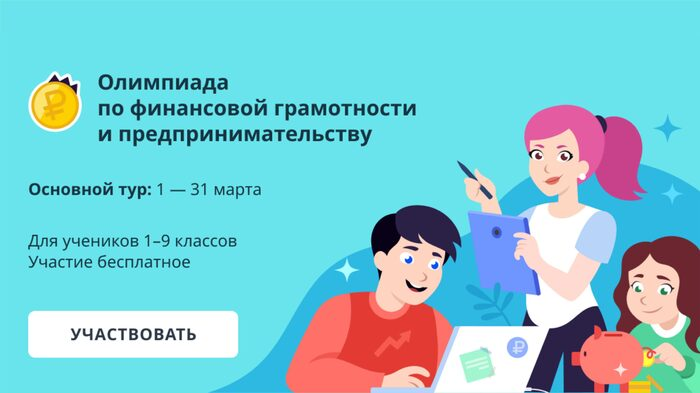 Олимпиада
по финансовой грамотности
и предпринимательству
Основной тур: 1 — 31 марта
Для учеников 1–9 классов
Участие бесплатное
УЧАСТВОВАТЬ